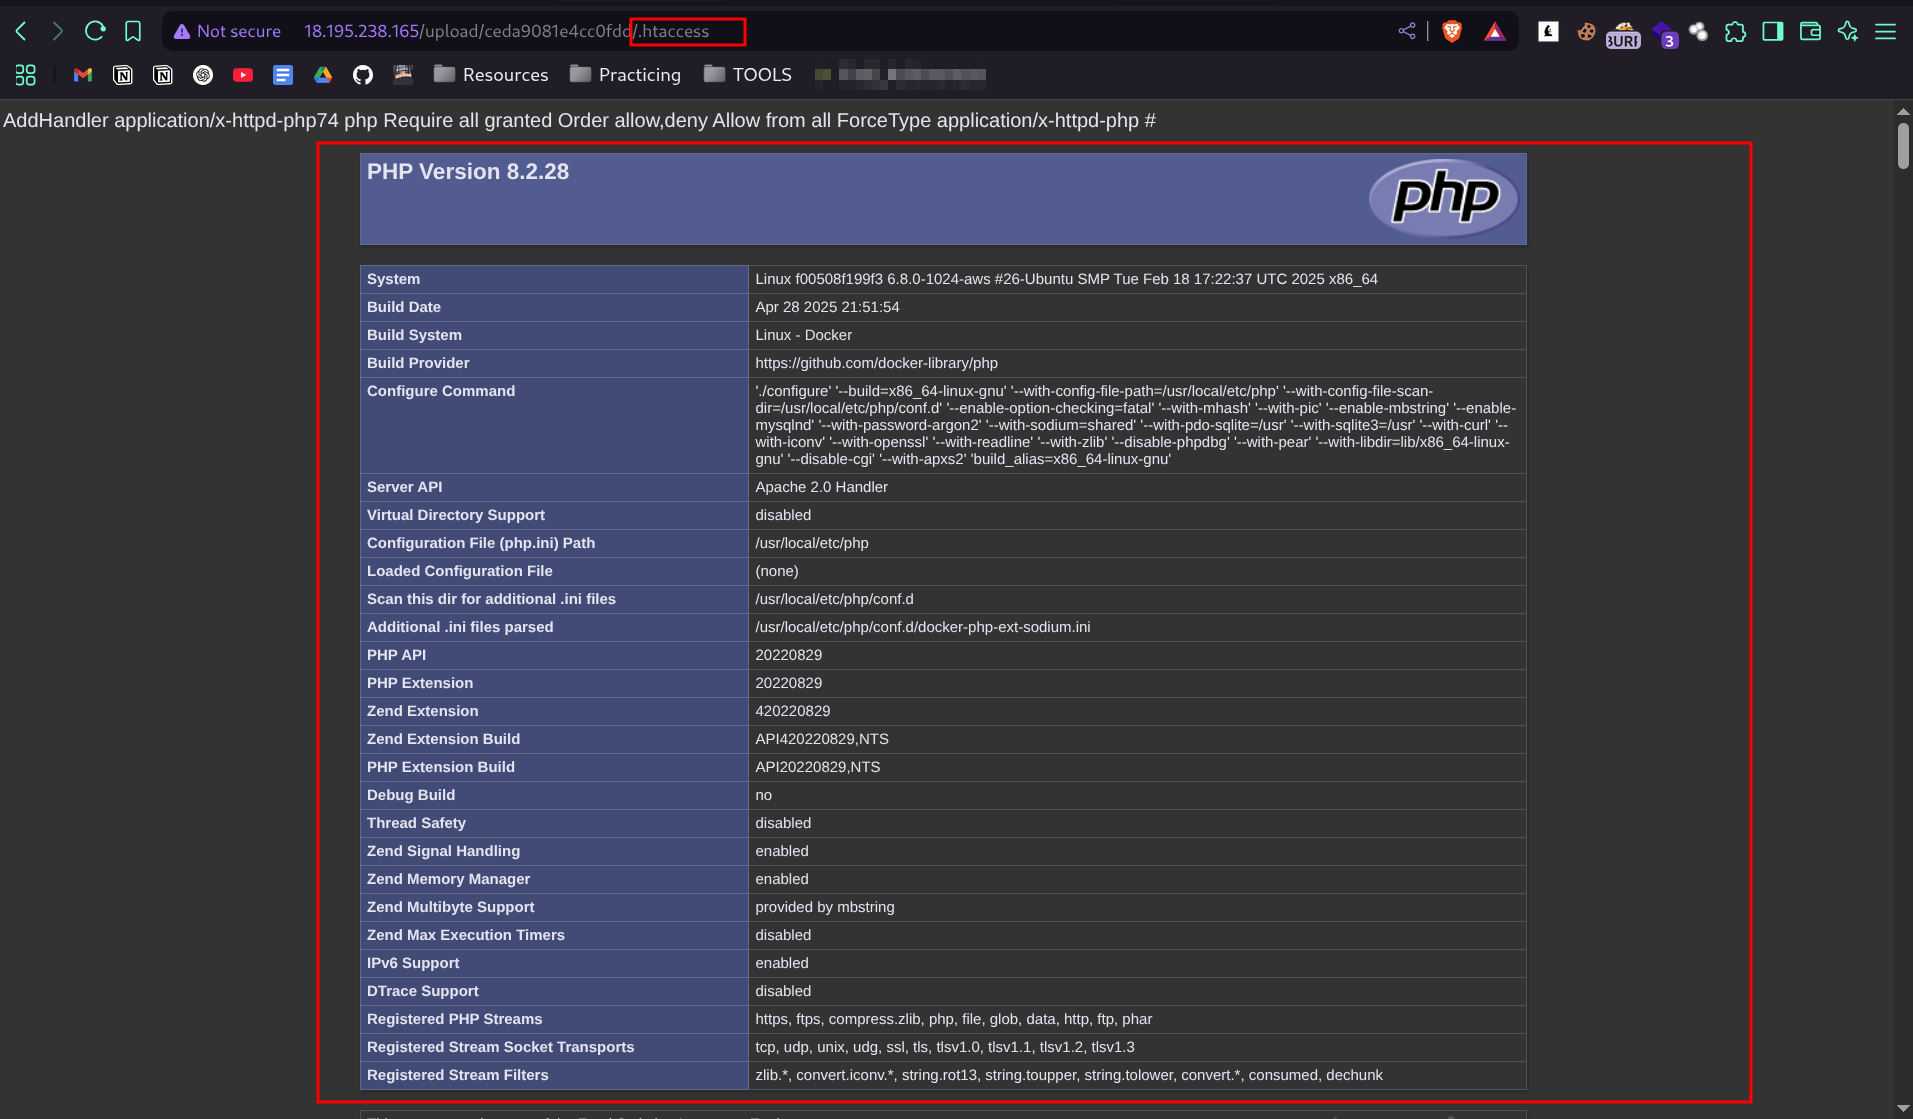 Not secure 18.195.238.165/upload/ceda9081e4cc0fdd/.htaccess
BURP
3
Resources Practicing TOOLS
AddHandler application/x-httpd-php74 php Require all granted Order allow,deny Allow from all ForceType application/x-httpd-php #
PHP Version 8.2.28
php
System Linux f00508f199f3 6.8.0-1024-aws #26-Ubuntu SMP Tue Feb 18 17:22:37 UTC 2025 x86_64
Build Date Apr 28 2025 21:51:54
Build System Linux - Docker
Build Provider https://github.com/docker-library/php
Configure Command './configure' '--build=x86_64-linux-gnu' '--with-config-file-path=/usr/local/etc/php' '--with-config-file-scan-
dir=/usr/local/etc/php/conf.d' '--enable-option-checking=fatal' '--with-mhash' '--with-pic' '--enable-mbstring' '--enable-
mysqlnd' '--with-password-argon2' '--with-sodium=shared' '--with-pdo-sqlite=/usr' '--with-sqlite3=/usr' '--with-curl' '--
with-iconv' '--with-openssl' '--with-readline' '--with-zlib' '--disable-phpdbg' '--with-pear' '--with-libdir=lib/x86_64-linux-
gnu' '--disable-cgi' '--with-apxs2' 'build_alias=x86_64-linux-gnu'
Server API Apache 2.0 Handler
Virtual Directory Support disabled
Configuration File (php.ini) Path /usr/local/etc/php
Loaded Configuration File (none)
Scan this dir for additional .ini files /usr/local/etc/php/conf.d
Additional .ini files parsed /usr/local/etc/php/conf.d/docker-php-ext-sodium.ini
PHP API 20220829
PHP Extension 20220829
Zend Extension 420220829
Zend Extension Build API420220829,NTS
PHP Extension Build API20220829,NTS
Debug Build no
Thread Safety disabled
Zend Signal Handling enabled
Zend Memory Manager enabled
Zend Multibyte Support provided by mbstring
Zend Max Execution Timers disabled
IPv6 Support enabled
DTrace Support disabled
Registered PHP Streams https, ftps, compress.zlib, php, file, glob, data, http, ftp, phar
Registered Stream Socket Transports tcp, udp, unix, udg, ssl, tls, tlsv1.0, tlsv1.1, tlsv1.2, tlsv1.3
Registered Stream Filters zlib.*, convert.iconv.*, string.rot13, string.toupper, string.tolower, convert.*, consumed, dechunk